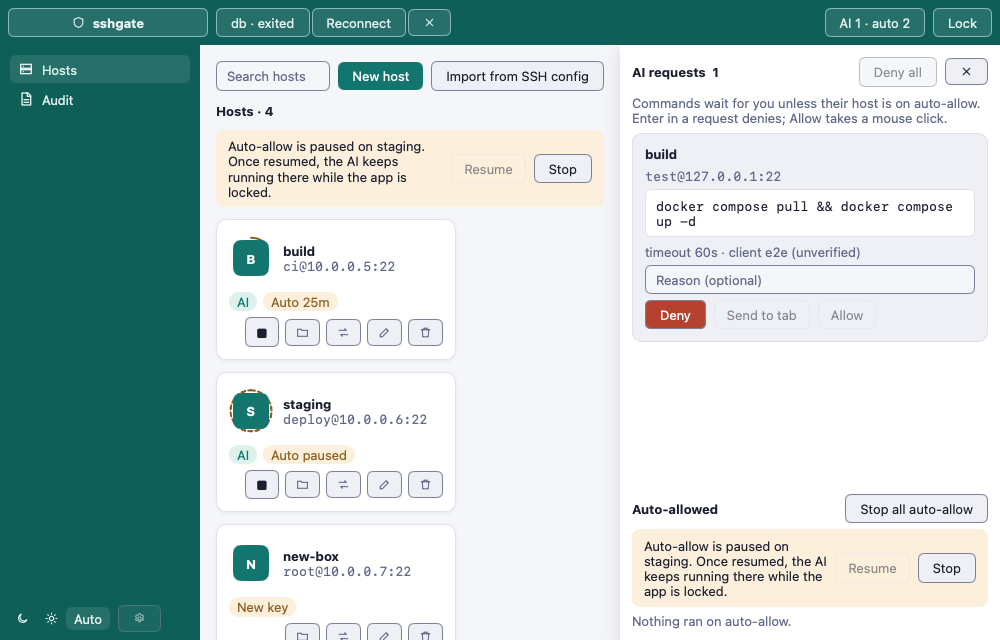 sshgate
db · exited
Reconnect
AI 1 · auto 2
Lock
Hosts
Audit
Auto
Search hosts
New host
Import from SSH config
Hosts · 4
Auto-allow is paused on staging.
Once resumed, the AI keeps
running there while the app is
locked.
Resume
Stop
B
build
ci@10.0.0.5:22
AI
Auto 25m
S
staging
deploy@10.0.0.6:22
AI
Auto paused
N
new-box
root@10.0.0.7:22
New key
AI requests 1
Deny all
Commands wait for you unless their host is on auto-allow.
Enter in a request denies; Allow takes a mouse click.
build
test@127.0.0.1:22
docker compose pull && docker compose
up -d
timeout 60s · client e2e (unverified)
Reason (optional)
Deny
Send to tab
Allow
Auto-allowed
Stop all auto-allow
Auto-allow is paused on
staging. Once resumed, the AI
keeps running there while the
app is locked.
Resume
Stop
Nothing ran on auto-allow.